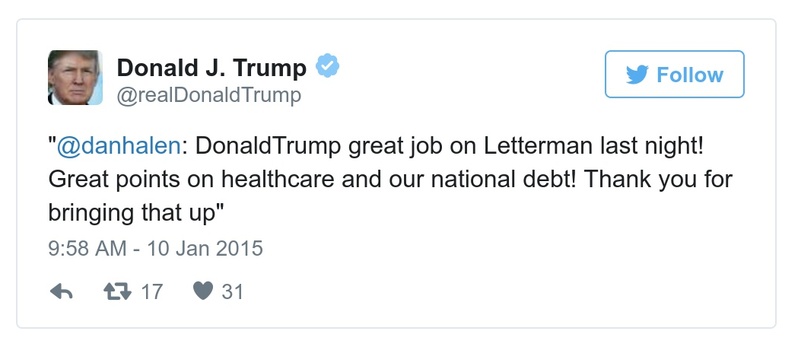 Donald J. Trump
@realDonaldTrump
Follow
"@danhalen: DonaldTrump great job on Letterman last night!
Great points on healthcare and our national debt! Thank you for
bringing that up"
9:58 AM - 10 Jan 2015
17 31